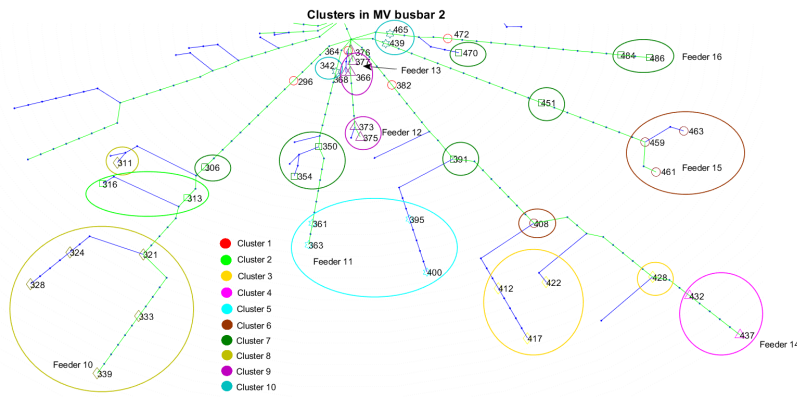 Clusters in MV busbar 2
465
472
439
364
376
377
Feeder 13
470
484
486
Feeder 16
342
368
366
296
382
451
373
375
Feeder 12
459
463
461
Feeder 15
350
391
311
306
354
316
313
361
363
Feeder 11
395
400
408
321
324
328
333
339
Feeder 10
412
422
417
428
432
437
Feeder 14
Cluster 1
Cluster 2
Cluster 3
Cluster 4
Cluster 5
Cluster 6
Cluster 7
Cluster 8
Cluster 9
Cluster 10